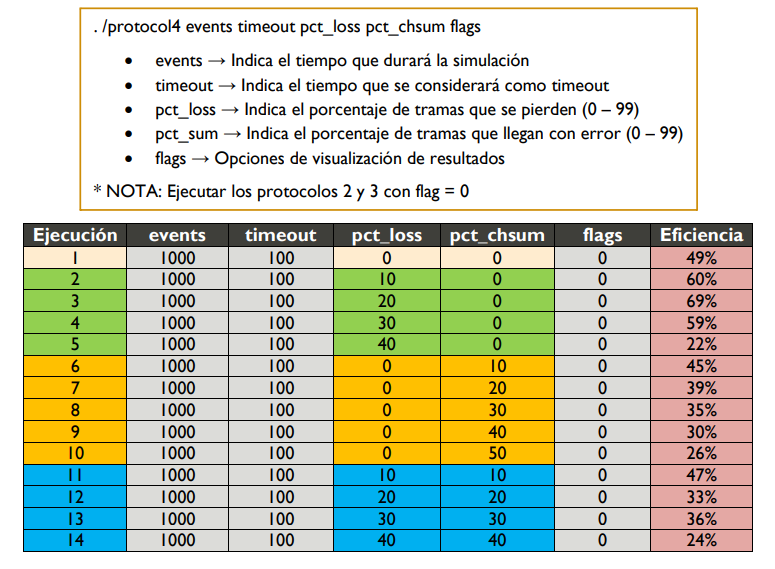 . /protocol4 events timeout pct_loss pct_chsum flags
• events → Indica el tiempo que durará la simulación
• timeout → Indica el tiempo que se considerará como timeout
• pct_loss → Indica el porcentaje de tramas que se pierden (0 – 99)
• pct_sum → Indica el porcentaje de tramas que llegan con error (0 – 99)
• flags → Opciones de visualización de resultados
* NOTA: Ejecutar los protocolos 2 y 3 con flag = 0
Ejecución events timeout pct_loss pct_chsum flags Eficiencia
1 1000 100 0 0 0 49%
2 1000 100 10 0 0 60%
3 1000 100 20 0 0 69%
4 1000 100 30 0 0 59%
5 1000 100 40 0 0 22%
6 1000 100 0 10 0 45%
7 1000 100 0 20 0 39%
8 1000 100 0 30 0 35%
9 1000 100 0 40 0 30%
10 1000 100 0 50 0 26%
11 1000 100 10 10 0 47%
12 1000 100 20 20 0 33%
13 1000 100 30 30 0 36%
14 1000 100 40 40 0 24%